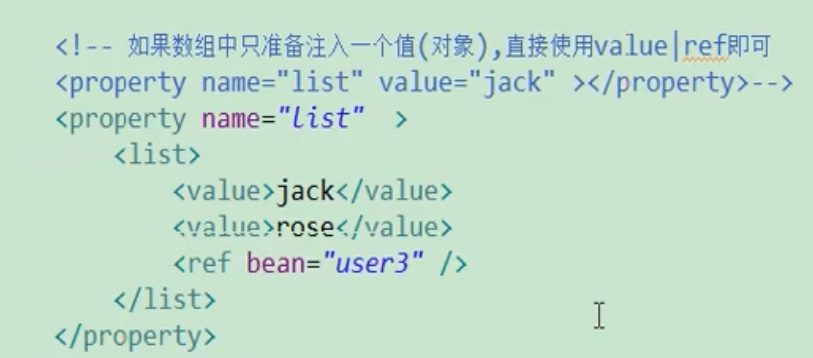 <!-- 如果数组中只准备注入一个值(对象),直接使用value|ref即可
<property name="list" value="jack" ></property>-->
<property name="list"  >
    <list>
        <value>jack</value>
        <value>rose</value>
        <ref bean="user3" />
    </list>
</property>